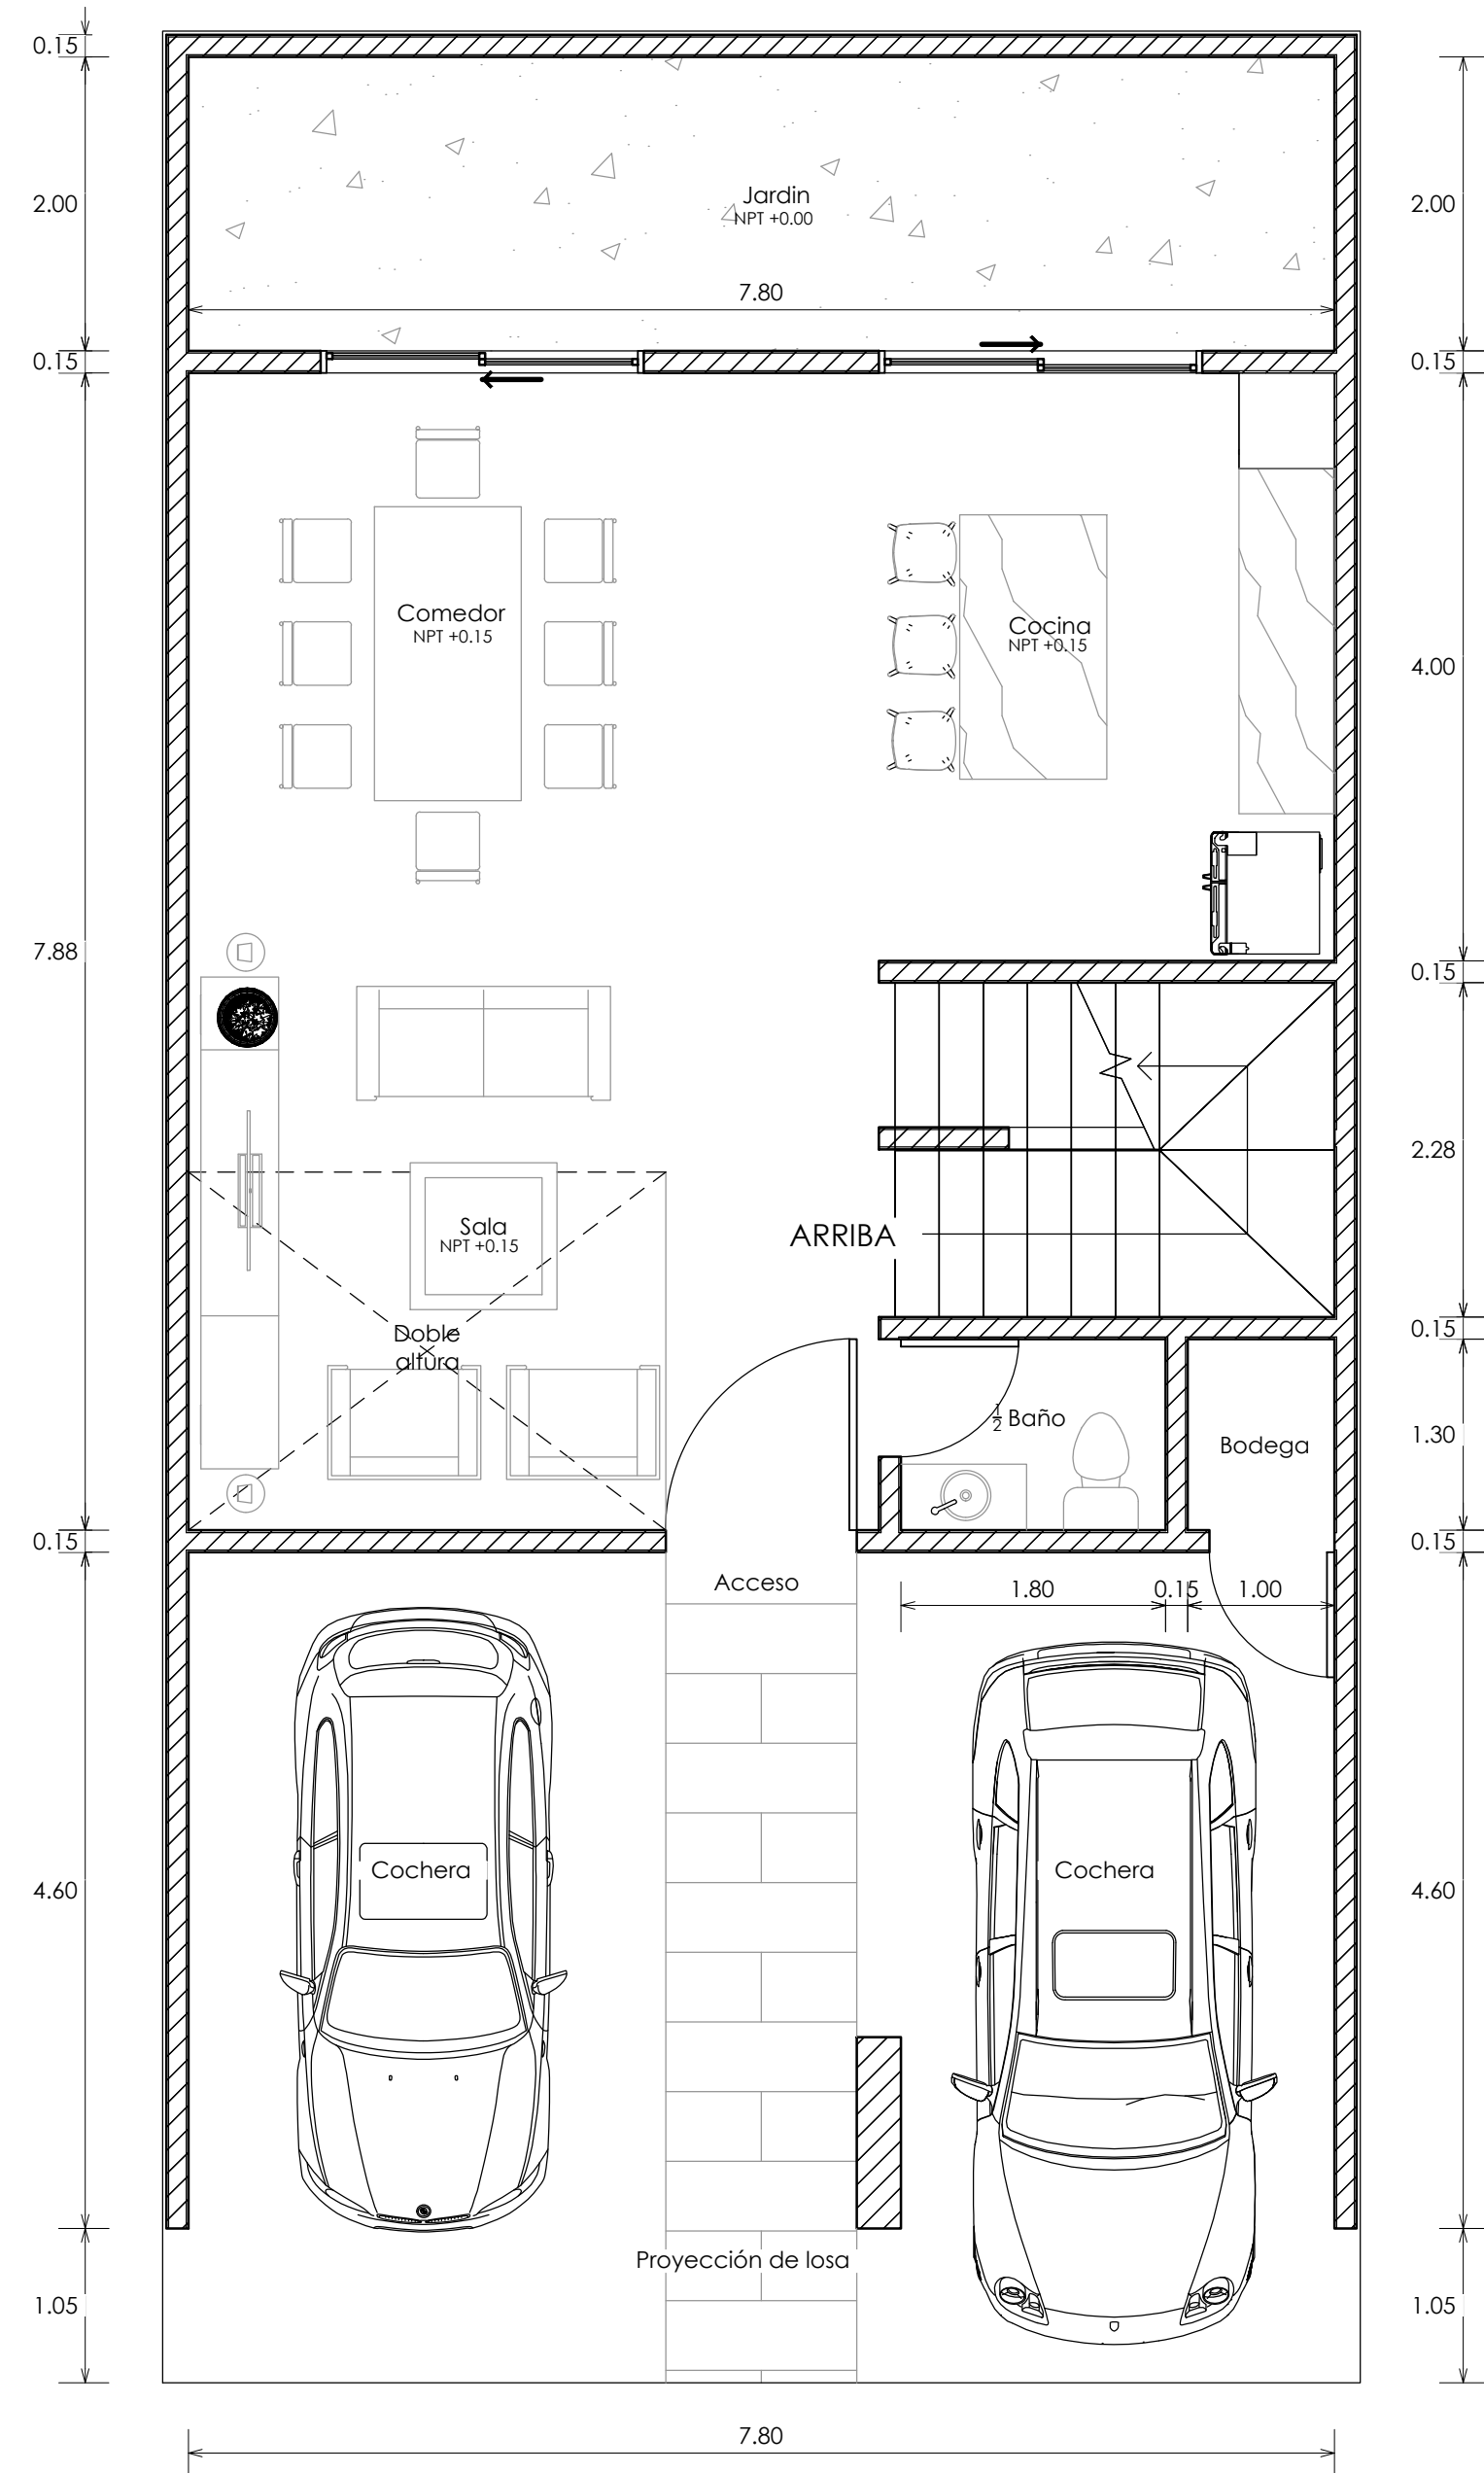 0.15
2.00
2.00
Jardin
NPT +0.00
7.80
0.15
0.15
Comedor
NPT +0.15
Cocina
NPT +0.15
4.00
7.88
0.15
2.28
ARRIBA
Sala
NPT +0.15
Doble
altura
0.15
1/2 Baño
1.30
Bodega
0.15
0.15
Acceso
1.80
0.15
1.00
Cochera
Cochera
4.60
4.60
Proyección de losa
1.05
1.05
7.80